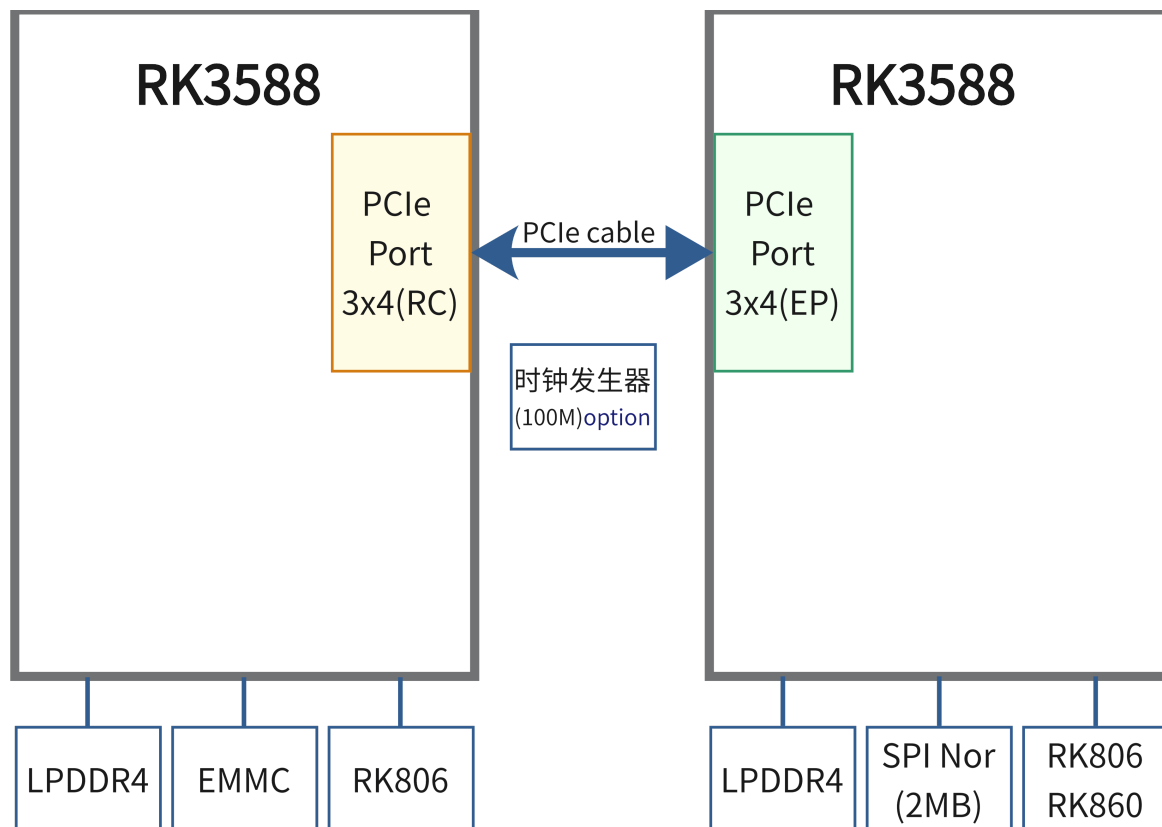 RK3588
PCIe
Port
3x4(RC)
PCIe cable
时钟发生器
(100M)option
RK3588
PCIe
Port
3x4(EP)
LPDDR4
EMMC
RK806
LPDDR4
SPI Nor
(2MB)
RK806
RK860